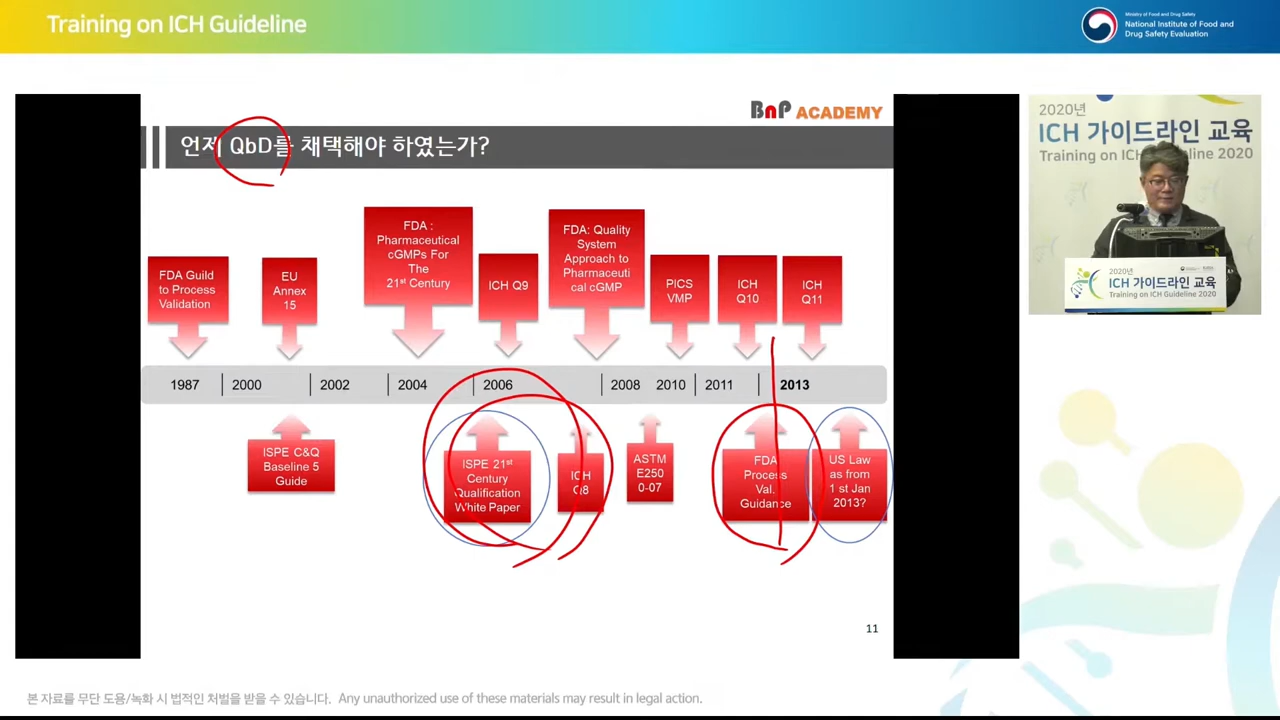 Training on ICH Guideline
Ministry of Food and Drug Safety
National Institute of Food and
Drug Safety Evaluation
BnP ACADEMY
언제 QbD를 채택해야 하였는가?
FDA Guild
to Process
Validation
EU
Annex
15
FDA :
Pharmaceutical
cGMPs For
The
21st Century
ICH Q9
FDA: Quality
System
Approach to
Pharmaceuti
cal cGMP
PICS
VMP
ICH
Q10
ICH
Q11
1987 2000 2002 2004 2006 2008 2010 2011 2013
ISPE C&Q
Baseline 5
Guide
ISPE 21st
Century
Qualification
White Paper
ICH
Q8
ASTM
E250
0-07
FDA
Process
Val.
Guidance
US Law
as from
1 st Jan
2013?
11
2020년
ICH 가이드라인 교육
Training on ICH Guideline 2020
2020년
ICH 가이드라인 교육
Training on ICH Guideline 2020
본 자료를 무단 도용/녹화 시 법적인 처벌을 받을 수 있습니다. Any unauthorized use of these materials may result in legal action.